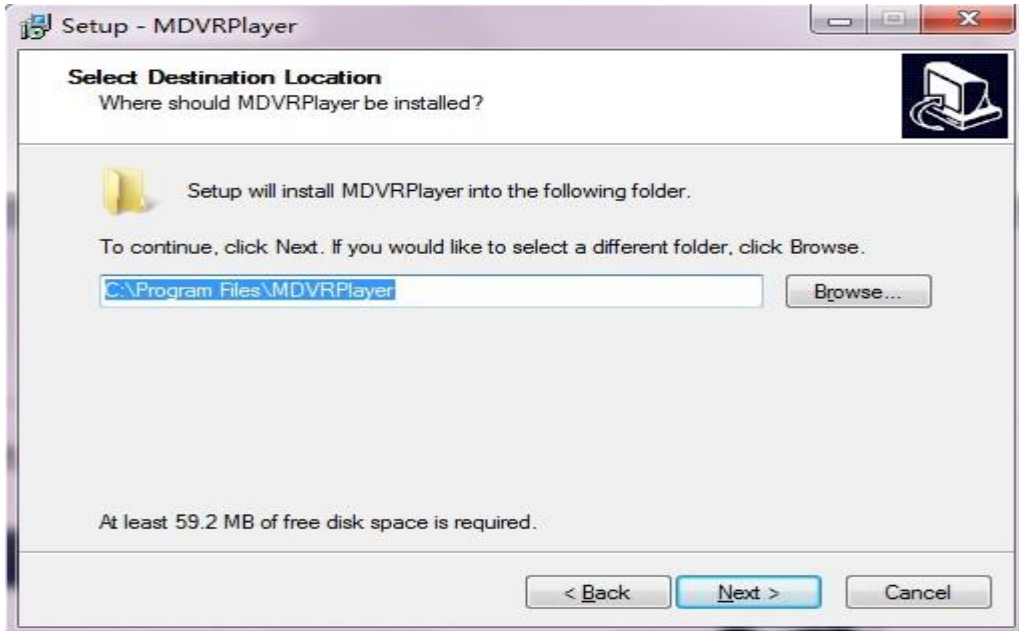 Setup - MDVRPlayer
Select Destination Location
Where should MDVRPlayer be installed?
Setup will install MDVRPlayer into the following folder.
To continue, click Next. If you would like to select a different folder, click Browse.
C:\Program Files\MDVRPlayer
Browse...
At least 59.2 MB of free disk space is required.
< Back
Next >
Cancel